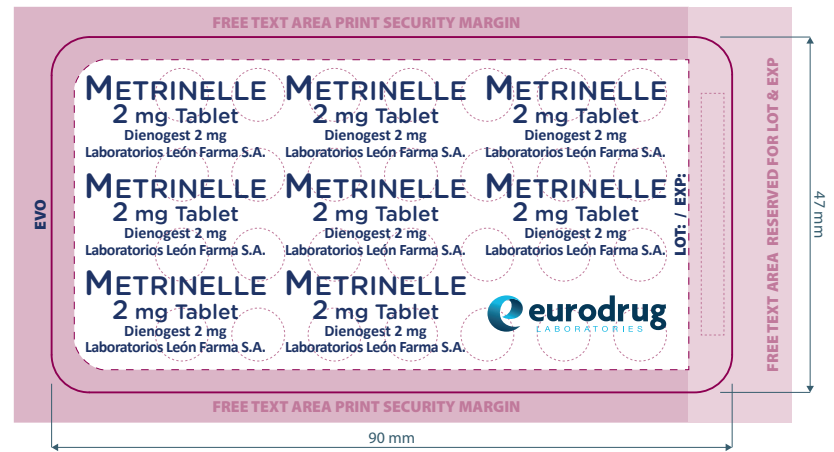 FREE TEXT AREA PRINT SECURITY MARGIN
METRINELLE METRINELLE METRINELLE
2 mg Tablet 2 mg Tablet 2 mg Tablet
Dienogest 2 mg Dienogest 2 mg Dienogest 2 mg
Laboratorios León Farma S.A. Laboratorios León Farma S.A. Laboratorios León Farma S.A.
METRINELLE METRINELLE METRINELLE
2 mg Tablet 2 mg Tablet 2 mg Tablet
Dienogest 2 mg Dienogest 2 mg Dienogest 2 mg
Laboratorios León Farma S.A. Laboratorios León Farma S.A. Laboratorios León Farma S.A.
METRINELLE METRINELLE
2 mg Tablet 2 mg Tablet
Dienogest 2 mg Dienogest 2 mg
Laboratorios León Farma S.A. Laboratorios León Farma S.A.
eurodrug
LABORATORIES
EVO
LOT: / EXP:
FREE TEXT AREA RESERVED FOR LOT & EXP
47 mm
FREE TEXT AREA PRINT SECURITY MARGIN
90 mm